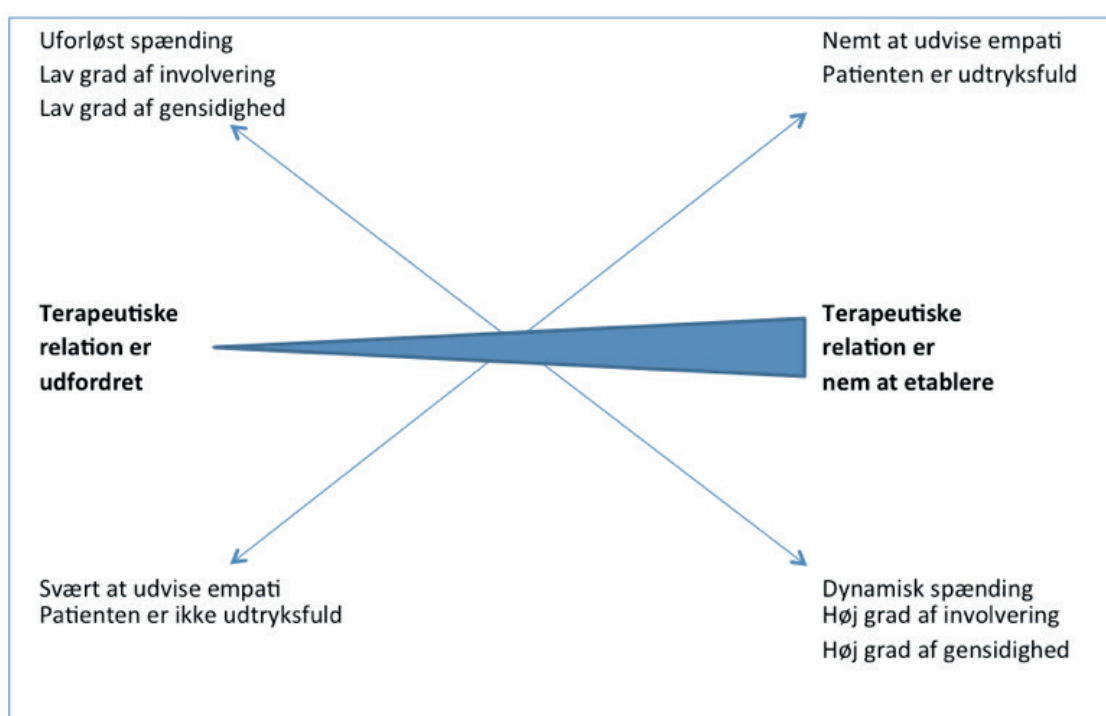 Uforløst spænding
Lav grad af involvering
Lav grad af gensidighed
Nemt at udvise empati
Patienten er udtryksfuld
Terapeutiske
relation er
udfordret
Terapeutiske
relation er
nem at etablere
Svært at udvise empati
Patienten er ikke udtryksfuld
Dynamisk spænding
Høj grad af involvering
Høj grad af gensidighed